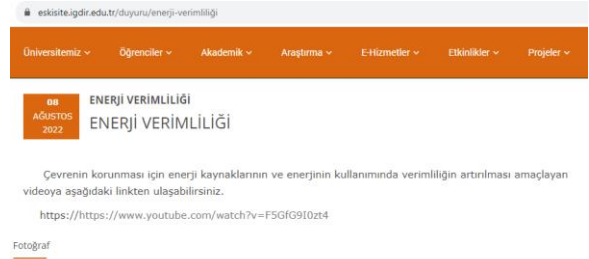 eskisite.igdir.edu.tr/duyuru/enerji-verimliliği
Üniversitemiz Öğrenciler Akademik Araştırma E-Hizmetler Etkinlikler Projeler
08
AĞUSTOS
2022
ENERJİ VERİMLİLİĞİ
ENERJİ VERİMLİLİĞİ
Çevrenin korunması için enerji kaynaklarının ve enerjinin kullanımında verimliliğin artırılması amaçlayan
videoya aşağıdaki linkten ulaşabilirsiniz.
https://https://www.youtube.com/watch?v=F5GfG9I0zt4
Fotoğraf